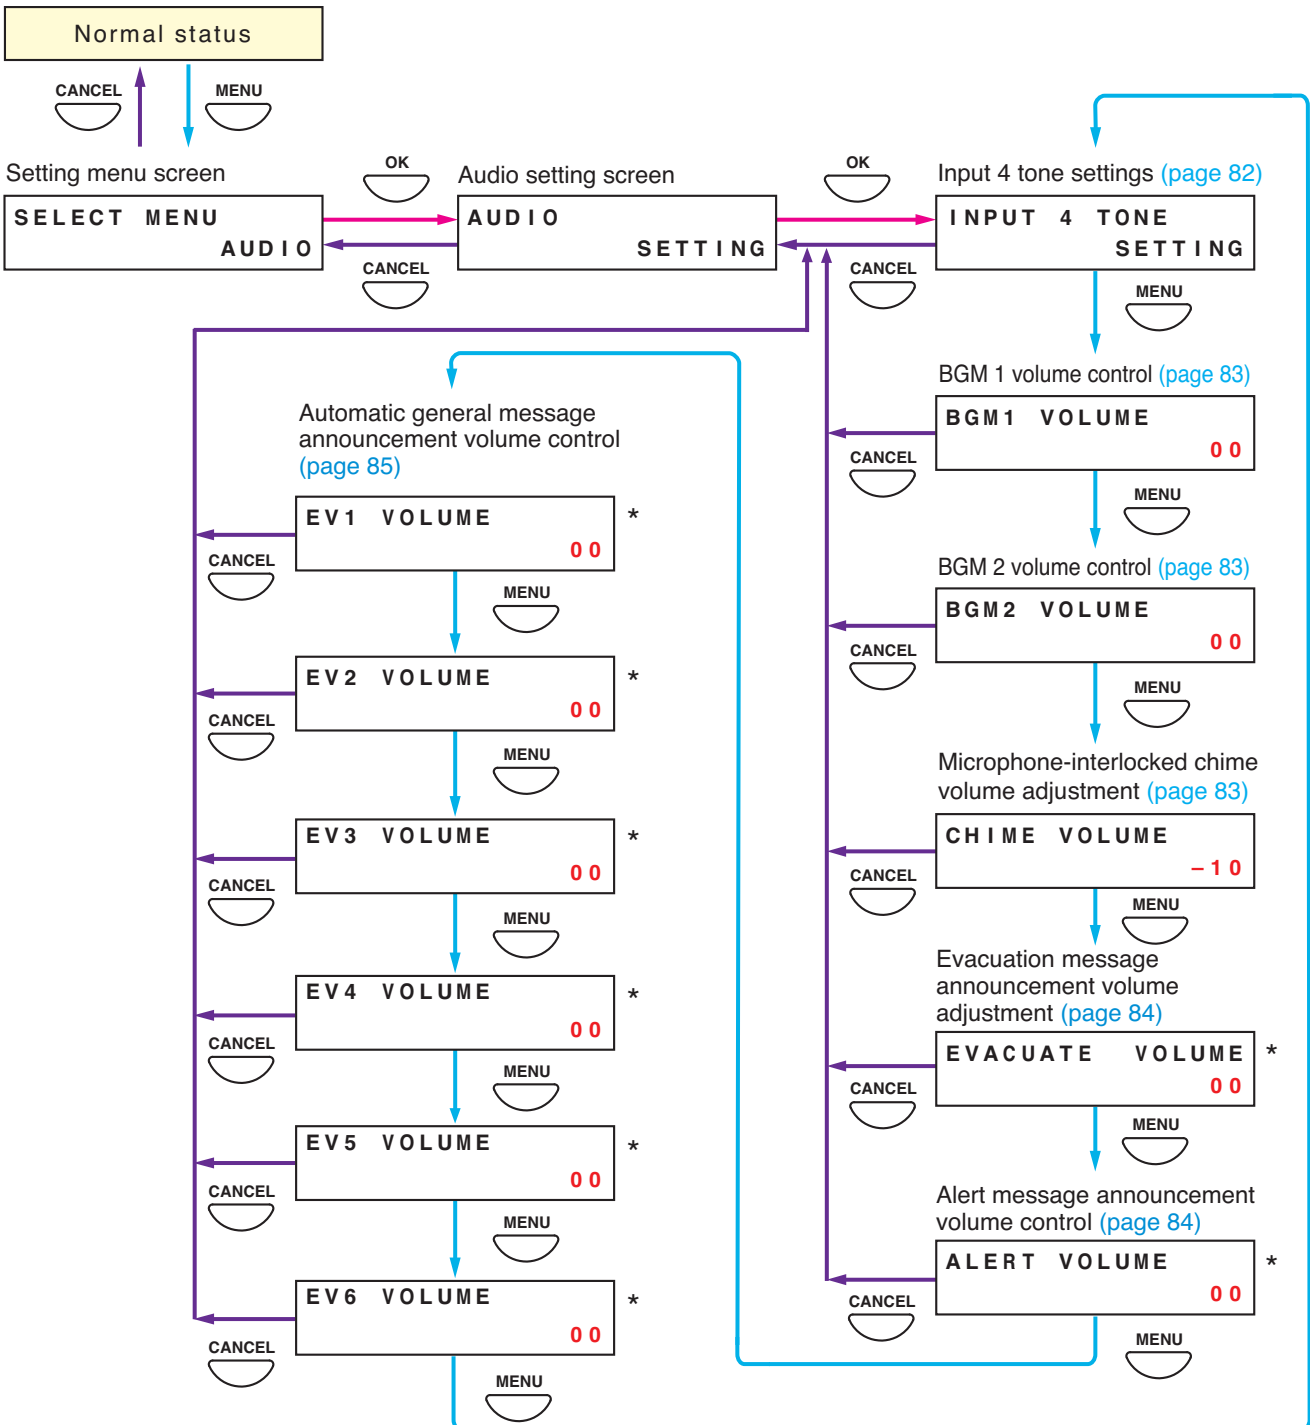 Normal status
CANCEL
MENU
Setting menu screen
SELECT MENU
AUDIO
OK
CANCEL
Audio setting screen
AUDIO
SETTING
OK
CANCEL
Input 4 tone settings (page 82)
INPUT 4 TONE
SETTING
MENU
BGM 1 volume control (page 83)
BGM1 VOLUME
00
CANCEL
MENU
BGM 2 volume control (page 83)
BGM2 VOLUME
00
CANCEL
MENU
Microphone-interlocked chime
volume adjustment (page 83)
CHIME VOLUME
–10
CANCEL
MENU
Evacuation message
announcement volume
adjustment (page 84)
EVACUATE VOLUME *
00
CANCEL
MENU
Alert message announcement
volume control (page 84)
ALERT VOLUME *
00
CANCEL
MENU
Automatic general message
announcement volume control
(page 85)
EV1 VOLUME *
00
CANCEL
MENU
EV2 VOLUME *
00
CANCEL
MENU
EV3 VOLUME *
00
CANCEL
MENU
EV4 VOLUME *
00
CANCEL
MENU
EV5 VOLUME *
00
CANCEL
MENU
EV6 VOLUME *
00
CANCEL
MENU